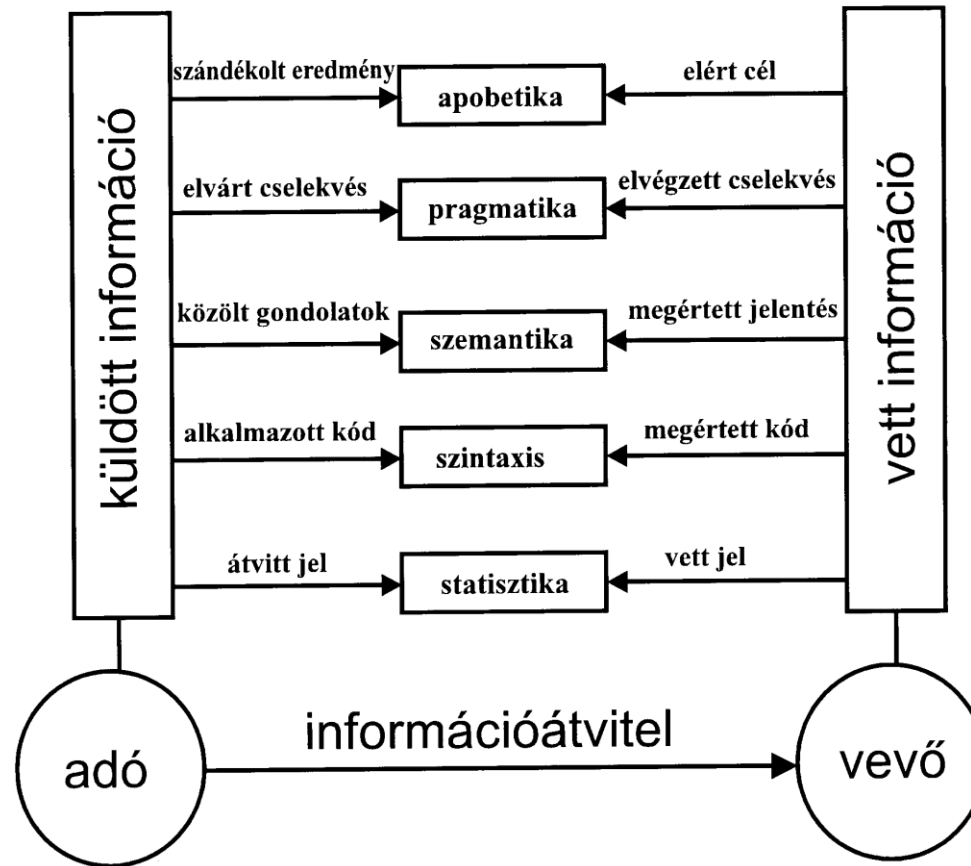 szándékolt eredmény
apobetika
elért cél
elvárt cselekvés
pragmatika
elvégzett cselekvés
közölt gondolatok
szemantika
megértett jelentés
alkalmazott kód
szintaxis
megértett kód
átvitt jel
statisztika
vett jel
küldött információ
vett információ
adó
információátvitel
vevő